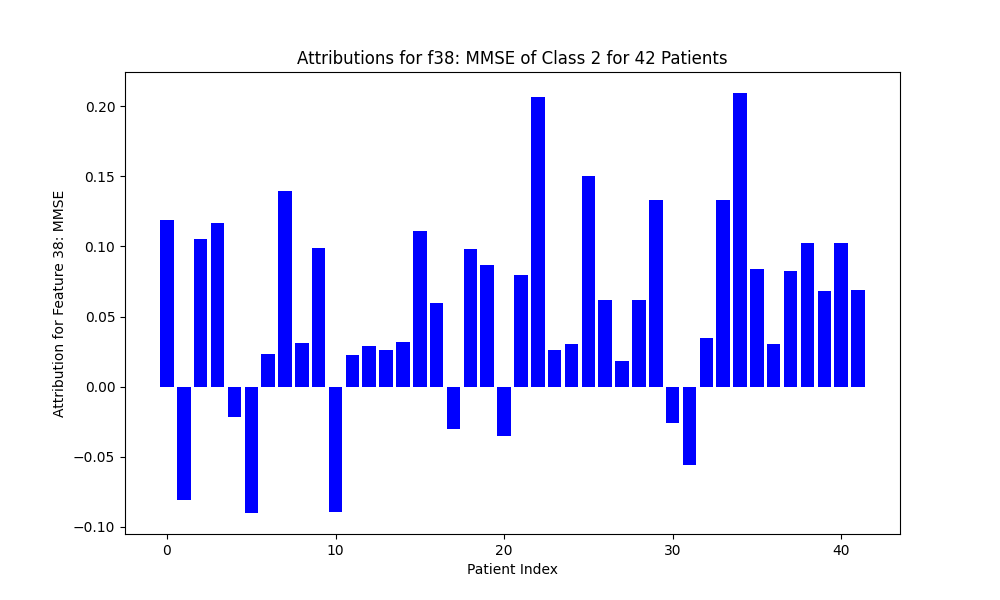 Attributions for f38: MMSE of Class 2 for 42 Patients
Attribution for Feature 38: MMSE
0.20
0.15
0.10
0.05
0.00
−0.05
−0.10
0 10 20 30 40
Patient Index